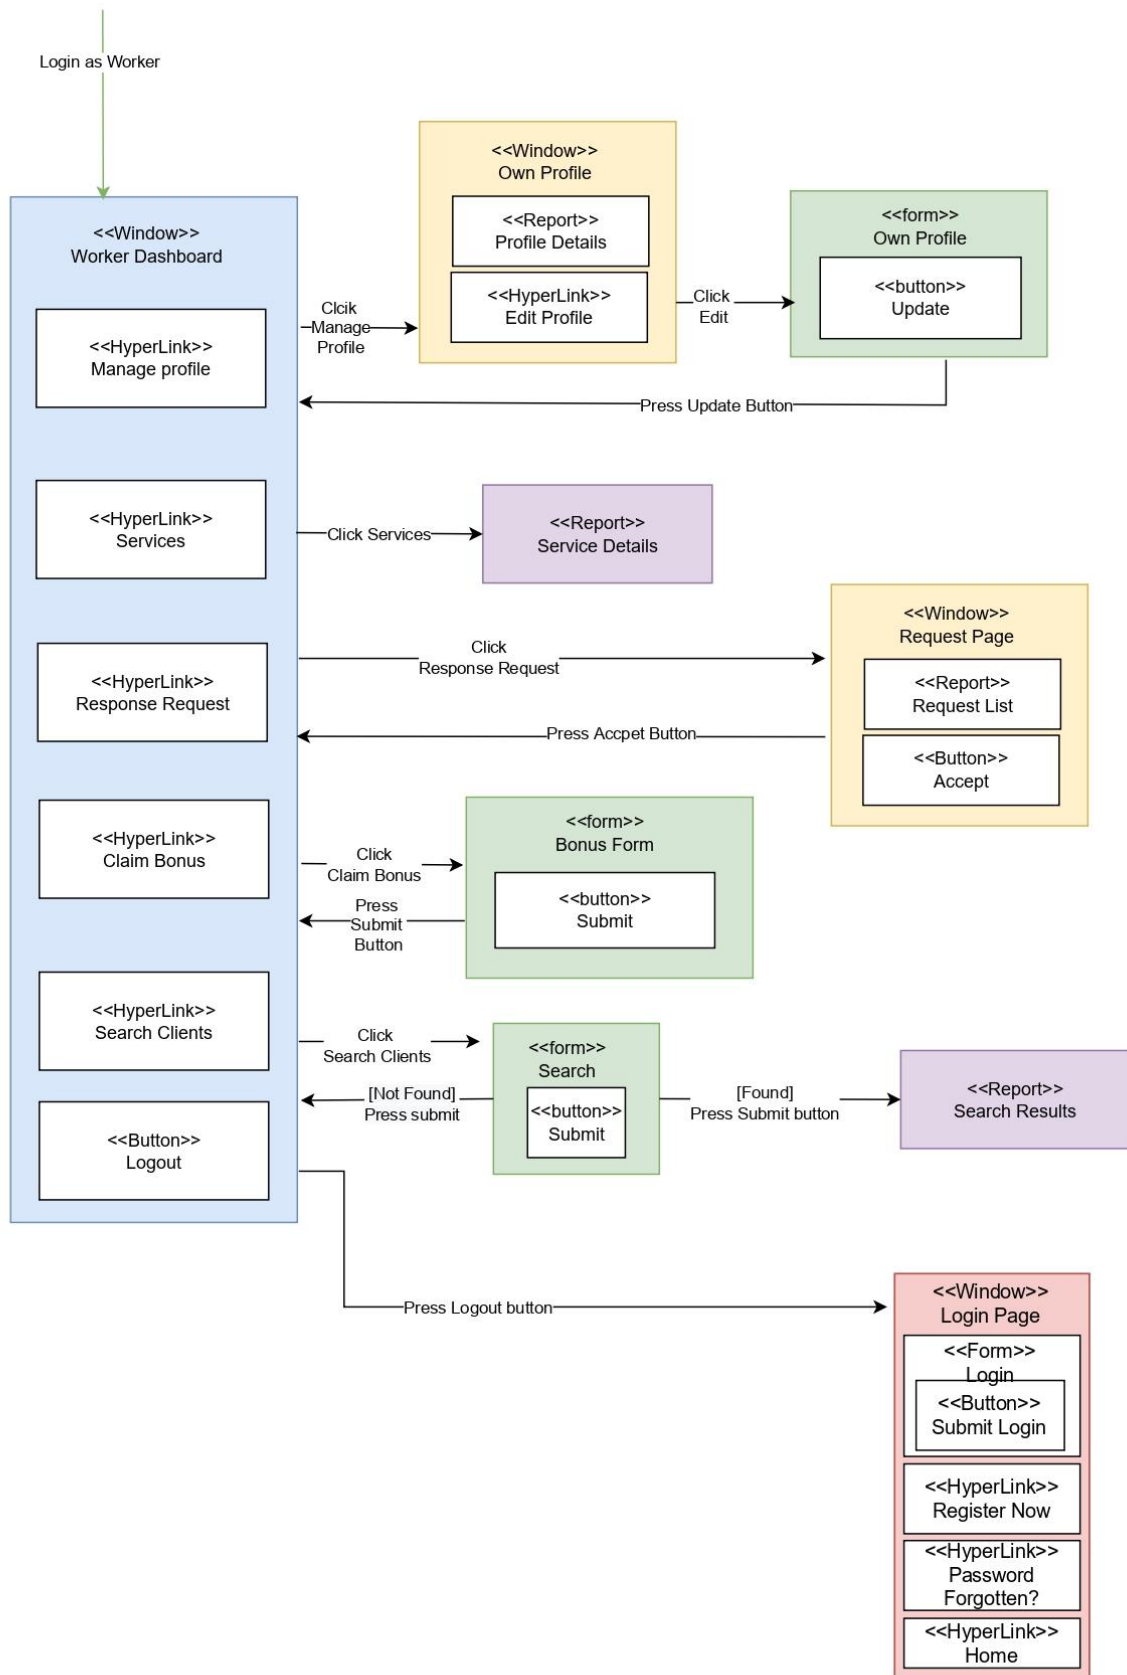 Login as Worker
<<Window>>
Own Profile
<<Report>>
Profile Details
<<HyperLink>>
Edit Profile
<<form>>
Own Profile
<<button>>
Update
<<Window>>
Worker Dashboard
<<HyperLink>>
Manage profile
Clcik
Manage
Profile
Click
Edit
Press Update Button
<<HyperLink>>
Services
Click Services
<<Report>>
Service Details
<<HyperLink>>
Response Request
Click
Response Request
<<Window>>
Request Page
<<Report>>
Request List
<<Button>>
Accept
Press Accpet Button
<<HyperLink>>
Claim Bonus
Click
Claim Bonus
Press
Submit
Button
<<form>>
Bonus Form
<<button>>
Submit
<<HyperLink>>
Search Clients
Click
Search Clients
<<form>>
Search
<<button>>
Submit
[Not Found]
Press submit
[Found]
Press Submit button
<<Report>>
Search Results
<<Button>>
Logout
Press Logout button
<<Window>>
Login Page
<<Form>>
Login
<<Button>>
Submit Login
<<HyperLink>>
Register Now
<<HyperLink>>
Password
Forgotten?
<<HyperLink>>
Home